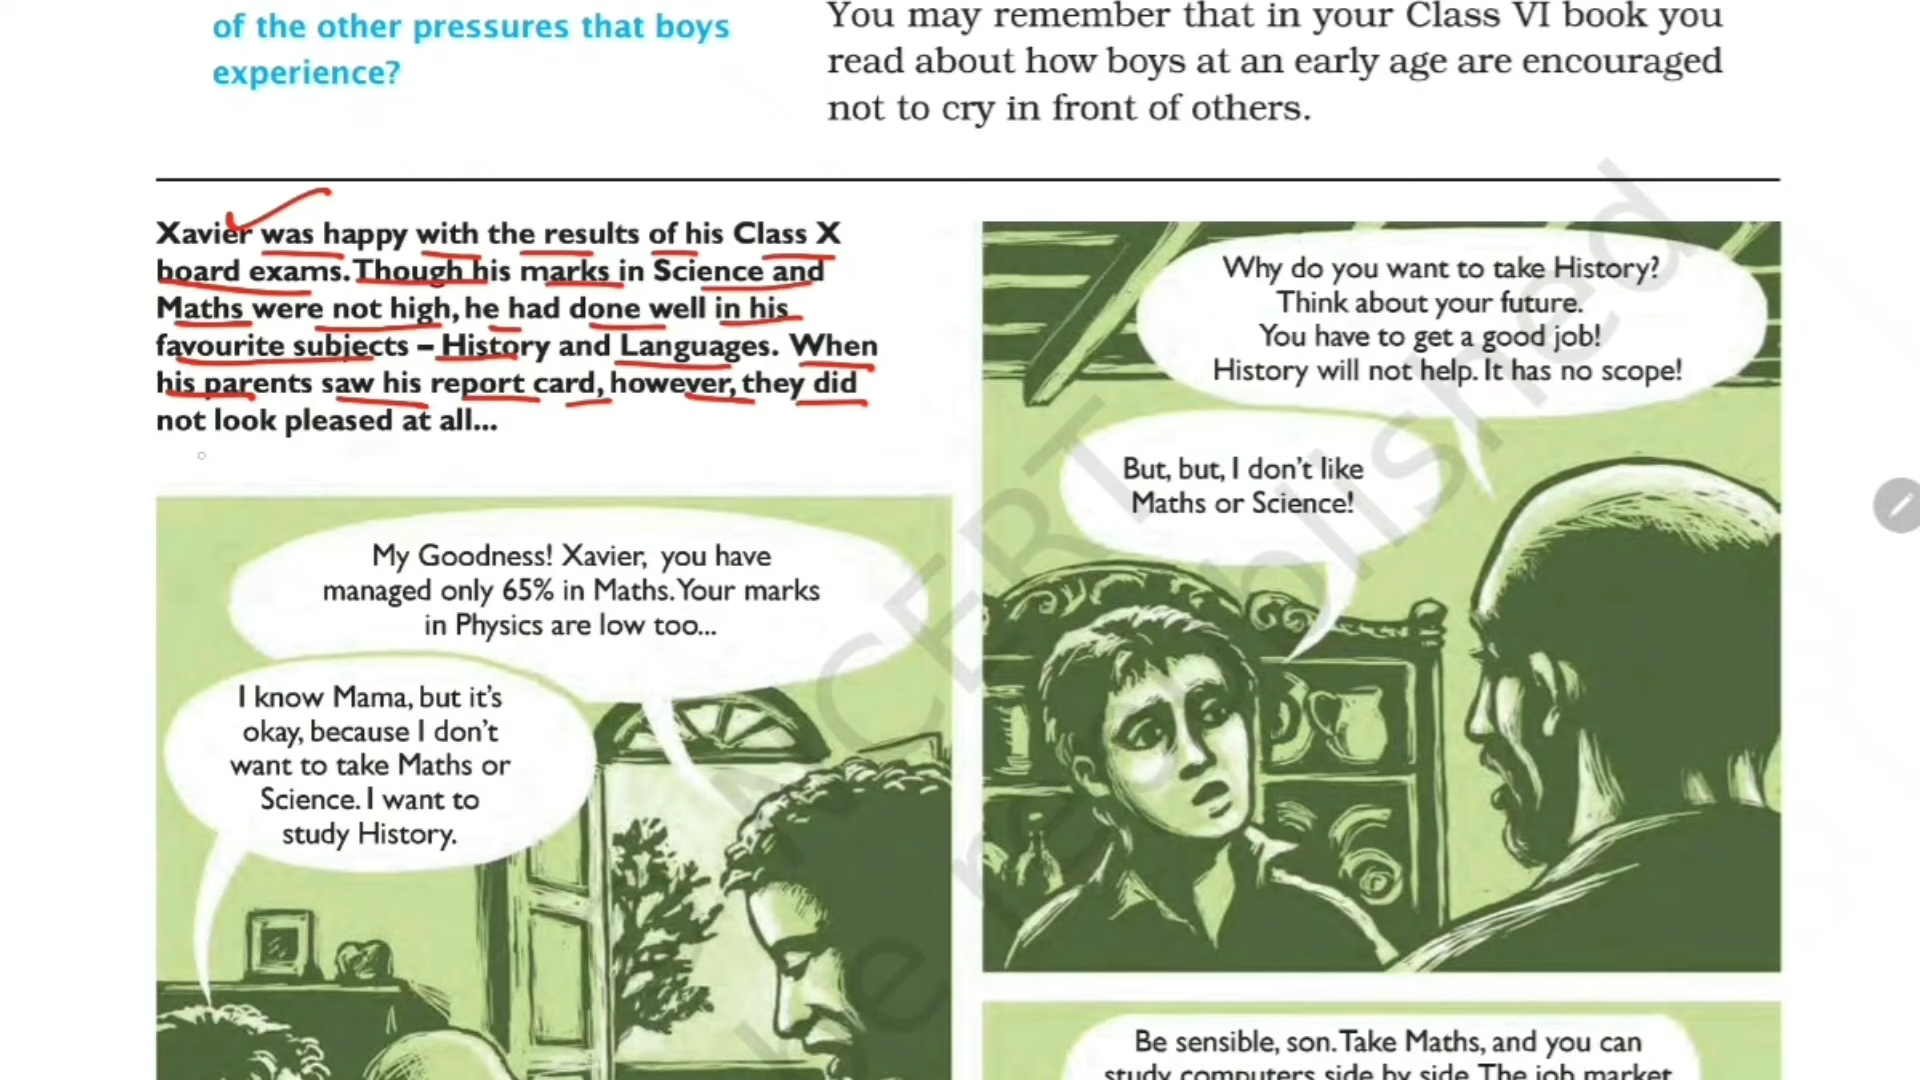 of the other pressures that boys
experience?
You may remember that in your Class VI book you
read about how boys at an early age are encouraged
not to cry in front of others.
Xavier was happy with the results of his Class X
board exams. Though his marks in Science and
Maths were not high, he had done well in his
favourite subjects – History and Languages. When
his parents saw his report card, however, they did
not look pleased at all...
My Goodness! Xavier, you have
managed only 65% in Maths. Your marks
in Physics are low too...
I know Mama, but it's
okay, because I don't
want to take Maths or
Science. I want to
study History.
Why do you want to take History?
Think about your future.
You have to get a good job!
History will not help. It has no scope!
But, but, I don't like
Maths or Science!
Be sensible, son. Take Maths, and you can
study computers side by side. The job market